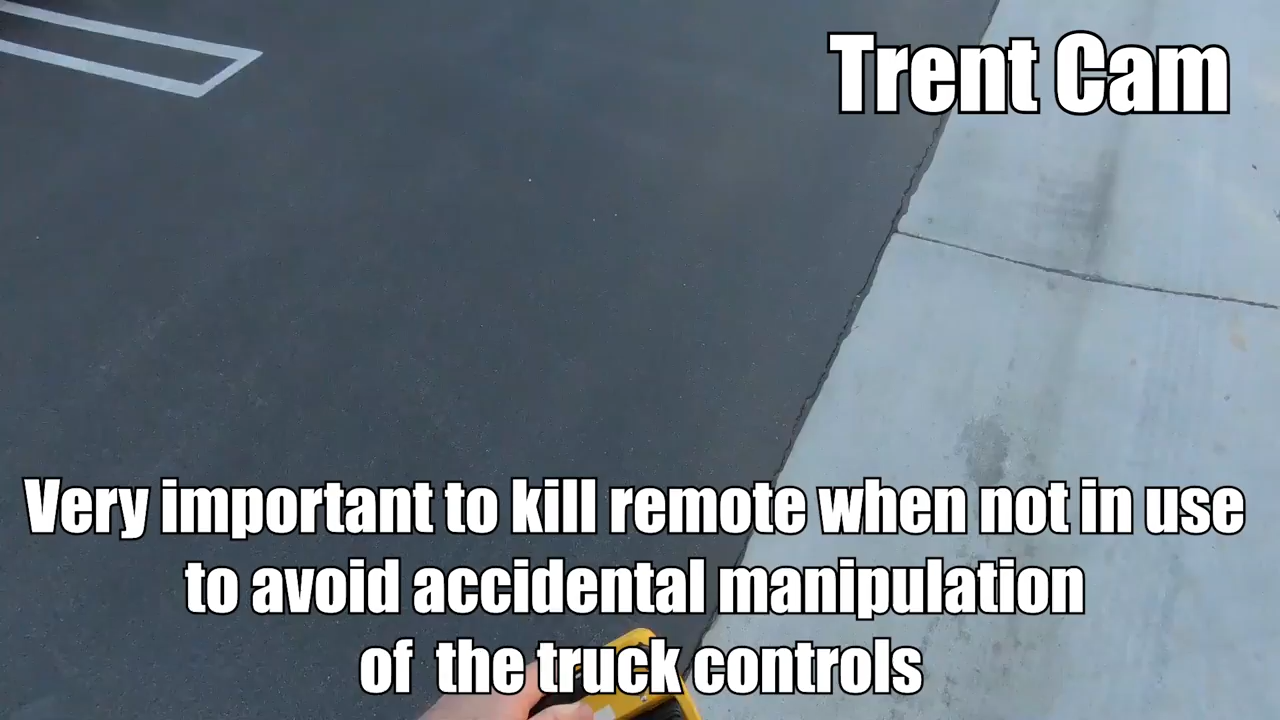 Trent Cam
Very important to kill remote when not in use
to avoid accidental manipulation
of the truck controls